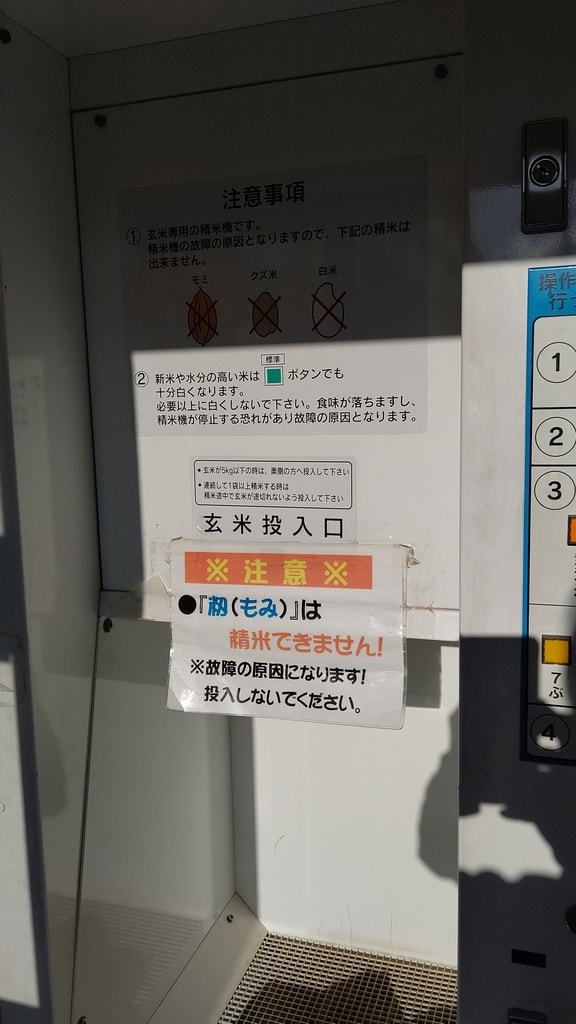 注意事項
① 玄米専用の精米機です。
精米機の故障の原因となりますので、下記の精米は
出来ません。
モミ クズ米 白米
標準
② 新米や水分の高い米は ボタンでも
十分白くなります。
必要以上に白くしないで下さい。食味が落ちますし、
精米機が停止する恐れがあり故障の原因となります。
•玄米が5kg以下の時は、奥側の方へ投入して下さい
•連続して1袋以上精米する時は
精米途中で玄米が途切れないよう投入して下さい
玄米投入口
※注意※
●『籾(もみ)』は
精米できません!
※故障の原因になります!
投入しないでください。
操作
行
1
2
3
7ぶ
4